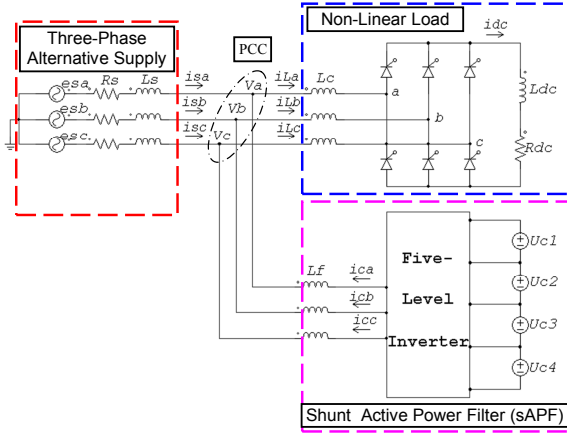 Three-Phase
Alternative Supply
PCC
Non-Linear Load
esa Rs Ls isa Va iLa Lc
esb isb Vb iLb
esc isc Vc iLc
a
b
c
idc
Ldc
Rdc
Lf ica
icb
icc
Five-
Level
Inverter
Uc1
Uc2
Uc3
Uc4
Shunt Active Power Filter (sAPF)